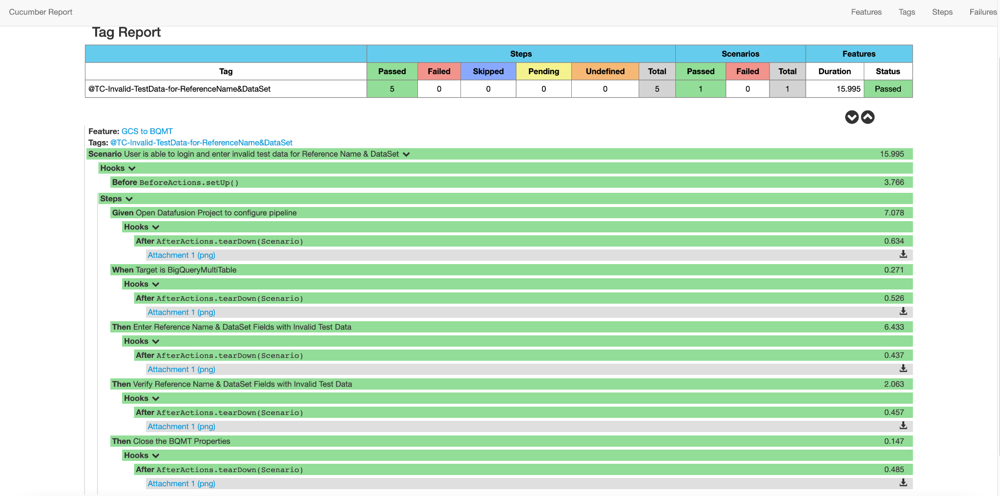 Cucumber Report Features Tags Steps Failures
Tag Report
Steps Scenarios Features
Tag Passed Failed Skipped Pending Undefined Total Passed Failed Total Duration Status
@TC-Invalid-TestData-for-ReferenceName&DataSet 5 0 0 0 0 5 1 0 1 15.995 Passed
Feature: GCS to BQMT
Tags: @TC-Invalid-TestData-for-ReferenceName&DataSet
Scenario User is able to login and enter invalid test data for Reference Name & DataSet 15.995
Hooks
Before BeforeActions.setUp() 3.766
Steps
Given Open Datafusion Project to configure pipeline 7.078
Hooks
After AfterActions.tearDown(Scenario) 0.634
Attachment 1 (png)
When Target is BigQueryMultiTable 0.271
Hooks
After AfterActions.tearDown(Scenario) 0.526
Attachment 1 (png)
Then Enter Reference Name & DataSet Fields with Invalid Test Data 6.433
Hooks
After AfterActions.tearDown(Scenario) 0.437
Attachment 1 (png)
Then Verify Reference Name & DataSet Fields with Invalid Test Data 2.063
Hooks
After AfterActions.tearDown(Scenario) 0.457
Attachment 1 (png)
Then Close the BQMT Properties 0.147
Hooks
After AfterActions.tearDown(Scenario) 0.485
Attachment 1 (png)